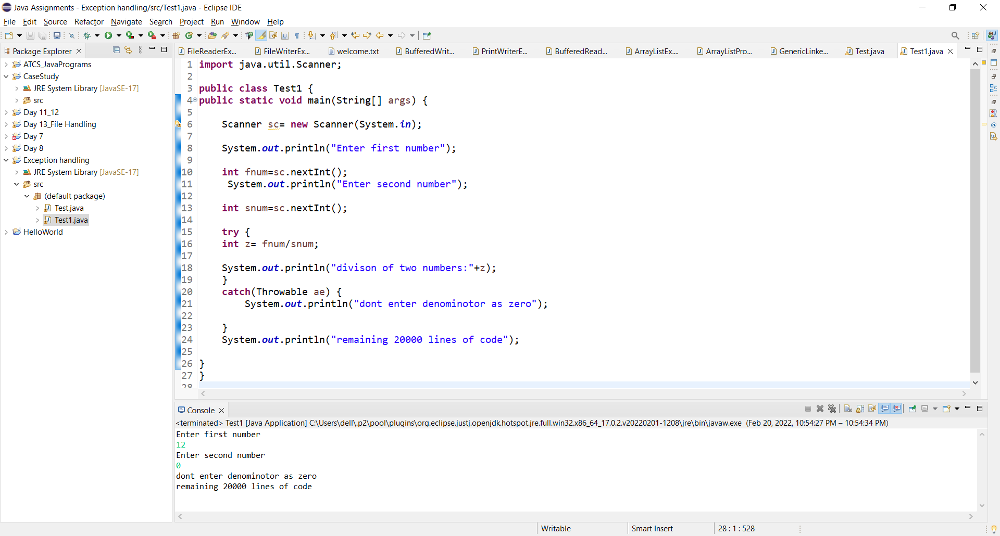 Java Assignments - Exception handling/src/Test1.java - Eclipse IDE
File Edit Source Refactor Navigate Search Project Run Window Help
Package Explorer
ATCS_JavaPrograms
CaseStudy
JRE System Library [JavaSE-17]
src
Day 11_12
Day 13_File Handling
Day 7
Day 8
Exception handling
JRE System Library [JavaSE-17]
src
(default package)
Test.java
Test1.java
HelloWorld
FileReaderEx... FileWriterEx... welcome.txt BufferedWrit... PrintWriterE... BufferedRead... ArrayListEx.... ArrayListPro... GenericLinke... Test.java Test1.java
1 import java.util.Scanner;
2
3 public class Test1 {
4 public static void main(String[] args) {
5
6 Scanner sc= new Scanner(System.in);
7
8 System.out.println("Enter first number");
9
10 int fnum=sc.nextInt();
11 System.out.println("Enter second number");
12
13 int snum=sc.nextInt();
14
15 try {
16 int z= fnum/snum;
17
18 System.out.println("divison of two numbers:"+z);
19 }
20 catch(Throwable ae) {
21 System.out.println("dont enter denominotor as zero");
22
23 }
24 System.out.println("remaining 20000 lines of code");
25
26 }
27 }
28
Console
<terminated> Test1 [Java Application] C:\Users\dell\.p2\pool\plugins\org.eclipse.justj.openjdk.hotspot.jre.full.win32.x86_64_17.0.2.v20220201-1208\jre\bin\javaw.exe (Feb 20, 2022, 10:54:27 PM – 10:54:34 PM)
Enter first number
12
Enter second number
0
dont enter denominotor as zero
remaining 20000 lines of code
Writable Smart Insert 28 : 1 : 528